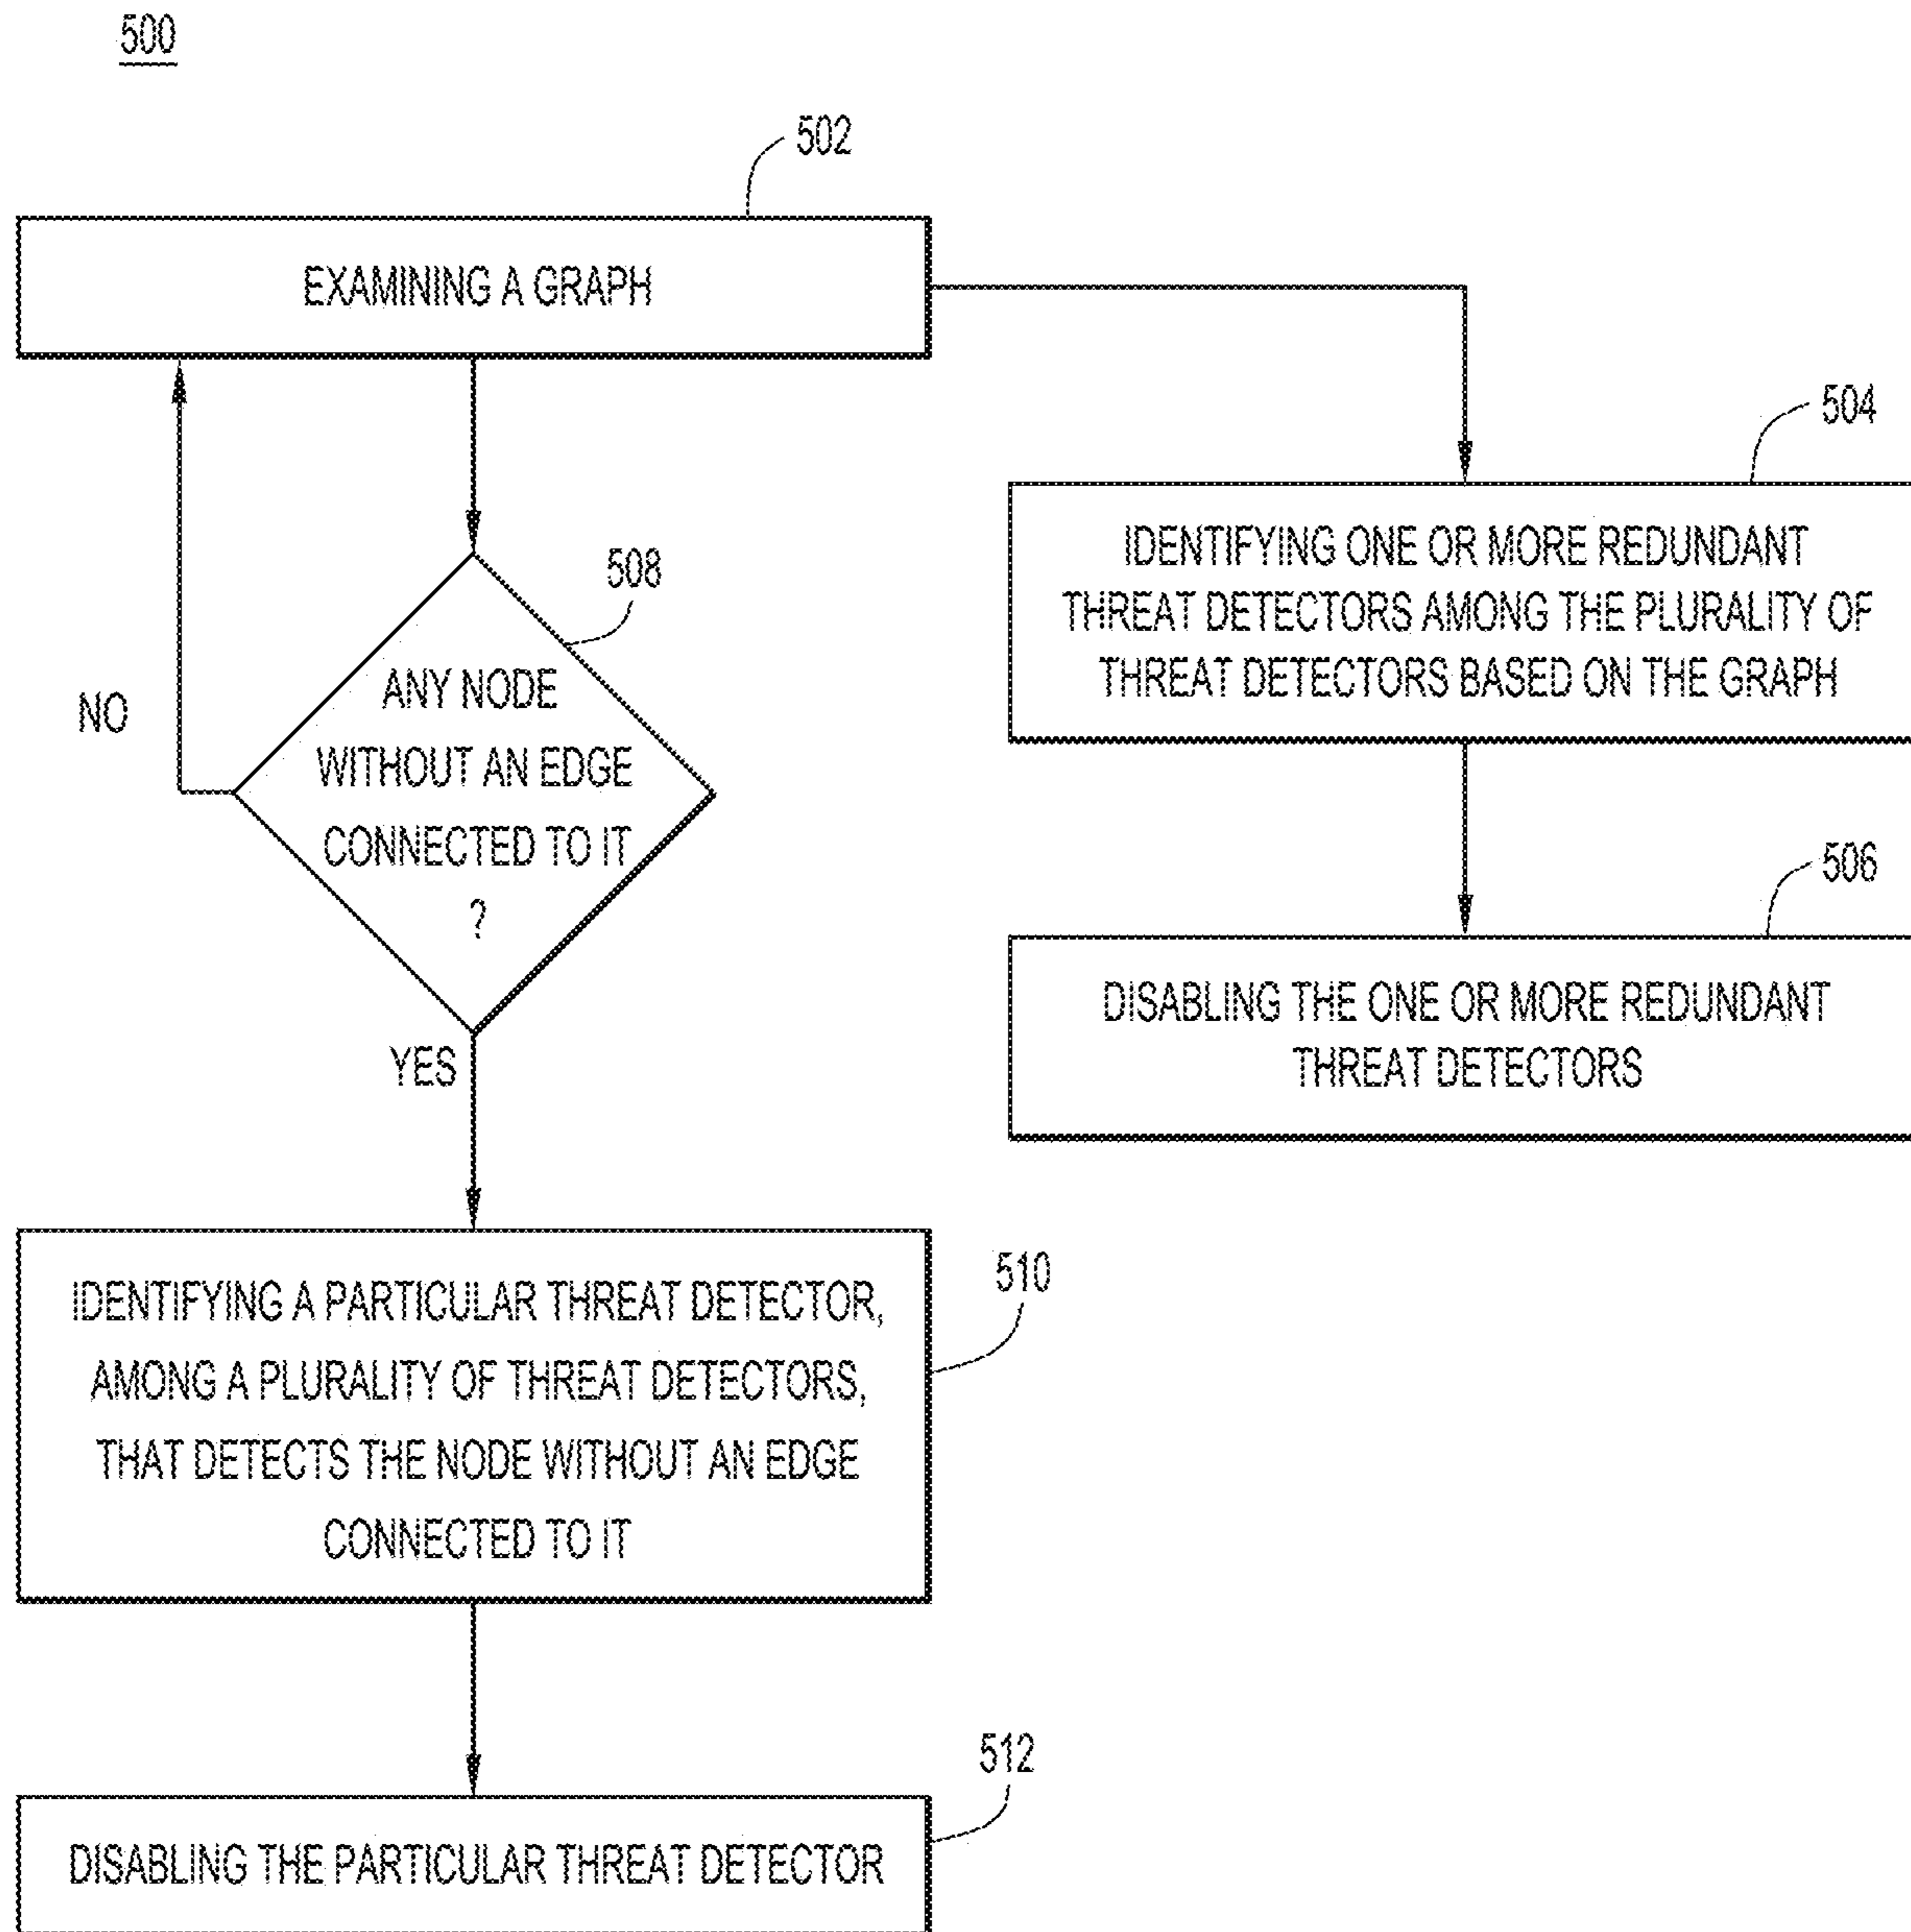 500
502
EXAMINING A GRAPH
504
IDENTIFYING ONE OR MORE REDUNDANT
THREAT DETECTORS AMONG THE PLURALITY OF
THREAT DETECTORS BASED ON THE GRAPH
508
ANY NODE
WITHOUT AN EDGE
CONNECTED TO IT
?
NO
YES
506
DISABLING THE ONE OR MORE REDUNDANT
THREAT DETECTORS
510
IDENTIFYING A PARTICULAR THREAT DETECTOR,
AMONG A PLURALITY OF THREAT DETECTORS,
THAT DETECTS THE NODE WITHOUT AN EDGE
CONNECTED TO IT
512
DISABLING THE PARTICULAR THREAT DETECTOR